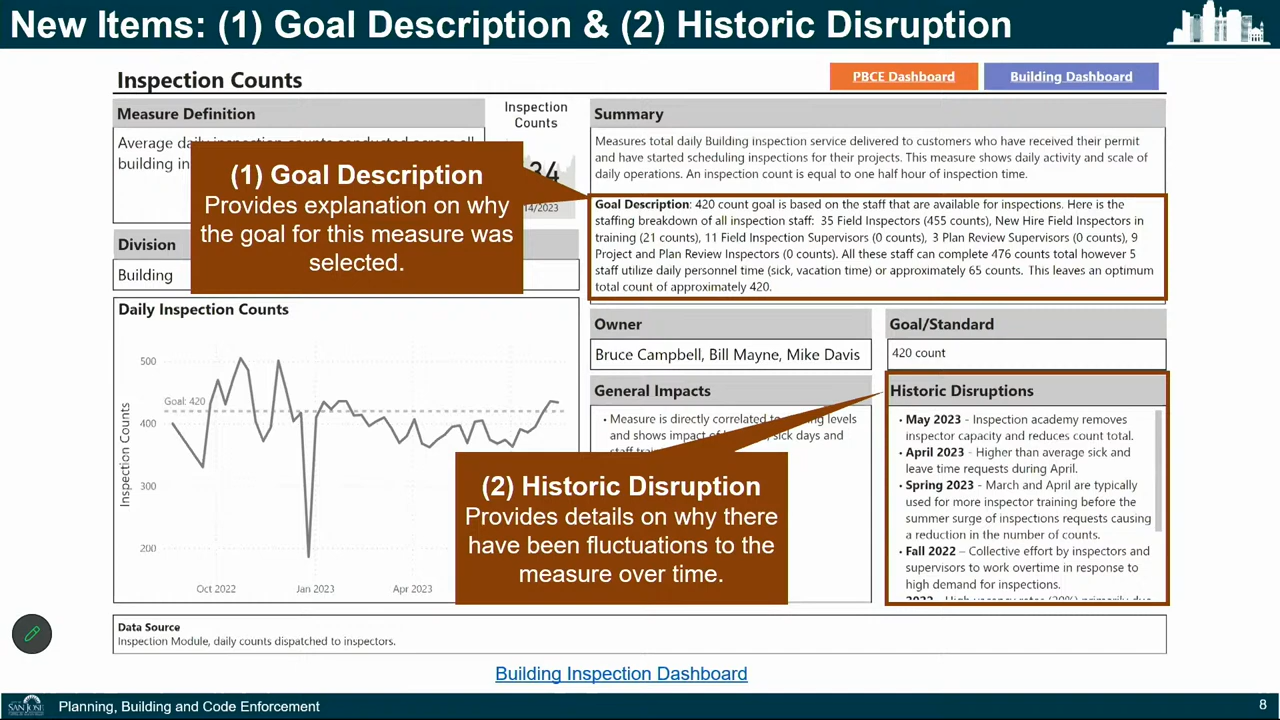 New Items: (1) Goal Description & (2) Historic Disruption
Inspection Counts
PBCE Dashboard
Building Dashboard
Measure Definition
Average daily inspection counts conducted across all
building in
(1) Goal Description
Provides explanation on why
the goal for this measure was
selected.
Inspection
Counts
34
14/2023
Division
Building
Summary
Measures total daily Building inspection service delivered to customers who have received their permit
and have started scheduling inspections for their projects. This measure shows daily activity and scale of
daily operations. An inspection count is equal to one half hour of inspection time.
Goal Description: 420 count goal is based on the staff that are available for inspections. Here is the
staffing breakdown of all inspection staff: 35 Field Inspectors (455 counts), New Hire Field Inspectors in
training (21 counts), 11 Field Inspection Supervisors (0 counts), 3 Plan Review Supervisors (0 counts), 9
Project and Plan Review Inspectors (0 counts). All these staff can complete 476 counts total however 5
staff utilize daily personnel time (sick, vacation time) or approximately 65 counts. This leaves an optimum
total count of approximately 420.
Daily Inspection Counts
Inspection Counts
500
Goal: 420
400
300
200
Oct 2022
Jan 2023
Apr 2023
Owner
Bruce Campbell, Bill Mayne, Mike Davis
Goal/Standard
420 count
General Impacts
• Measure is directly correlated to
levels
and shows impact of
sick days and
(2) Historic Disruption
Provides details on why there
have been fluctuations to the
measure over time.
Historic Disruptions
• May 2023 - Inspection academy removes
inspector capacity and reduces count total.
• April 2023 - Higher than average sick and
leave time requests during April.
• Spring 2023 - March and April are typically
used for more inspector training before the
summer surge of inspections requests causing
a reduction in the number of counts.
• Fall 2022 – Collective effort by inspectors and
supervisors to work overtime in response to
high demand for inspections.
Data Source
Inspection Module, daily counts dispatched to inspectors.
Building Inspection Dashboard
SAN JOSE
Planning, Building and Code Enforcement
8